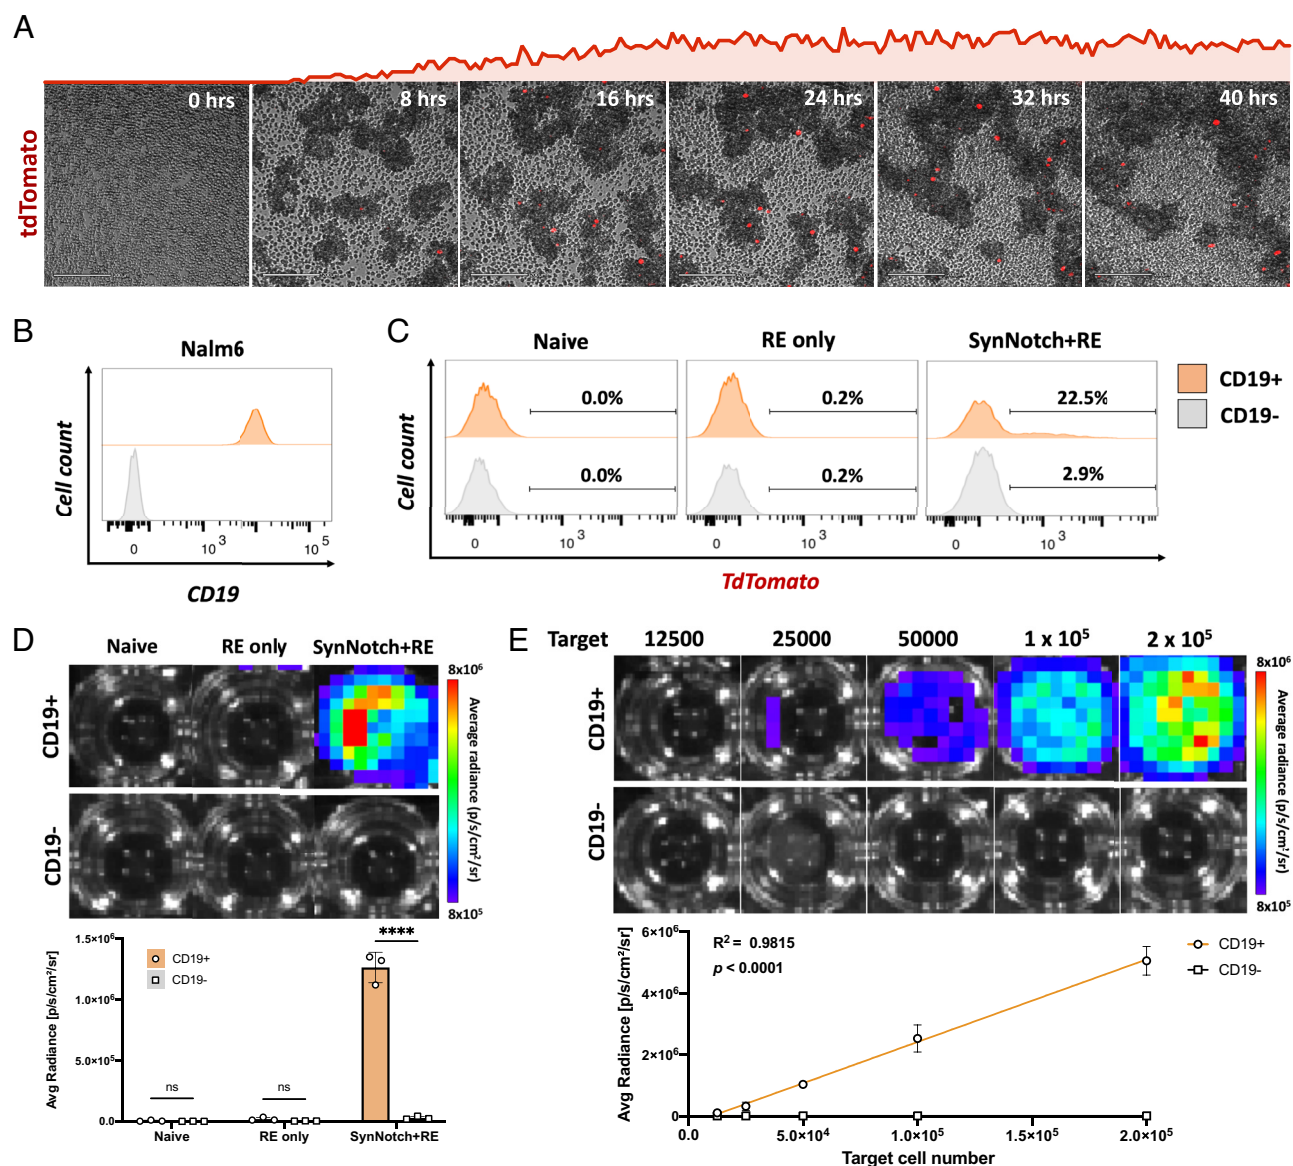 A
0 hrs
8 hrs
16 hrs
24 hrs
32 hrs
40 hrs
tdTomato
B
Nalm6
Cell count
0
10³
10⁵
CD19
C
Naive
RE only
SynNotch+RE
0.0%
0.2%
22.5%
0.0%
0.2%
2.9%
CD19+
CD19-
Cell count
0
10³
0
10³
0
10³
TdTomato
D
Naive
RE only
SynNotch+RE
CD19+
CD19-
8x10⁶
Average radiance (p/s/cm²/sr)
8x10⁵
1.5×10⁶
1.0×10⁶
5.0×10⁵
0.0
Avg Radiance [p/s/cm²/sr]
CD19+
CD19-
ns
ns
****
Naive
RE only
SynNotch+RE
E
Target
12500
25000
50000
1 x 10⁵
2 x 10⁵
CD19+
CD19-
8x10⁶
Average radiance (p/s/cm²/sr)
8x10⁵
6×10⁶
4×10⁶
2×10⁶
0
Avg Radiance [p/s/cm²/sr]
R² = 0.9815
p < 0.0001
CD19+
CD19-
0.0
5.0×10⁴
1.0×10⁵
1.5×10⁵
2.0×10⁵
Target cell number